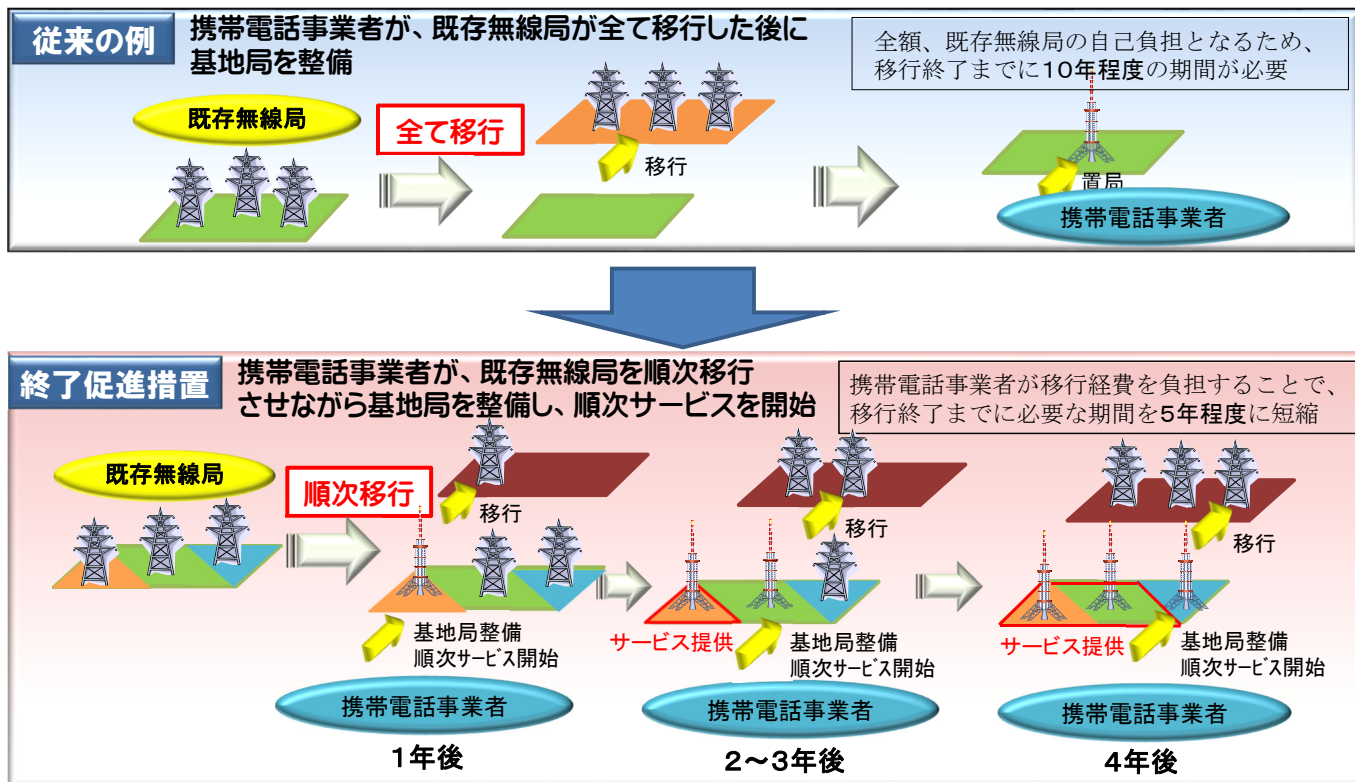 従来の例
携帯電話事業者が、既存無線局が全て移行した後に
基地局を整備
全額、既存無線局の自己負担となるため、
移行終了までに10年程度の期間が必要
既存無線局
全て移行
移行
置局
携帯電話事業者
終了促進措置
携帯電話事業者が、既存無線局を順次移行
させながら基地局を整備し、順次サービスを開始
携帯電話事業者が移行経費を負担することで、
移行終了までに必要な期間を5年程度に短縮
既存無線局
順次移行
移行
基地局整備
順次サービス開始
携帯電話事業者
1年後
移行
サービス提供
基地局整備
順次サービス開始
携帯電話事業者
2～3年後
移行
サービス提供
基地局整備
順次サービス開始
携帯電話事業者
4年後